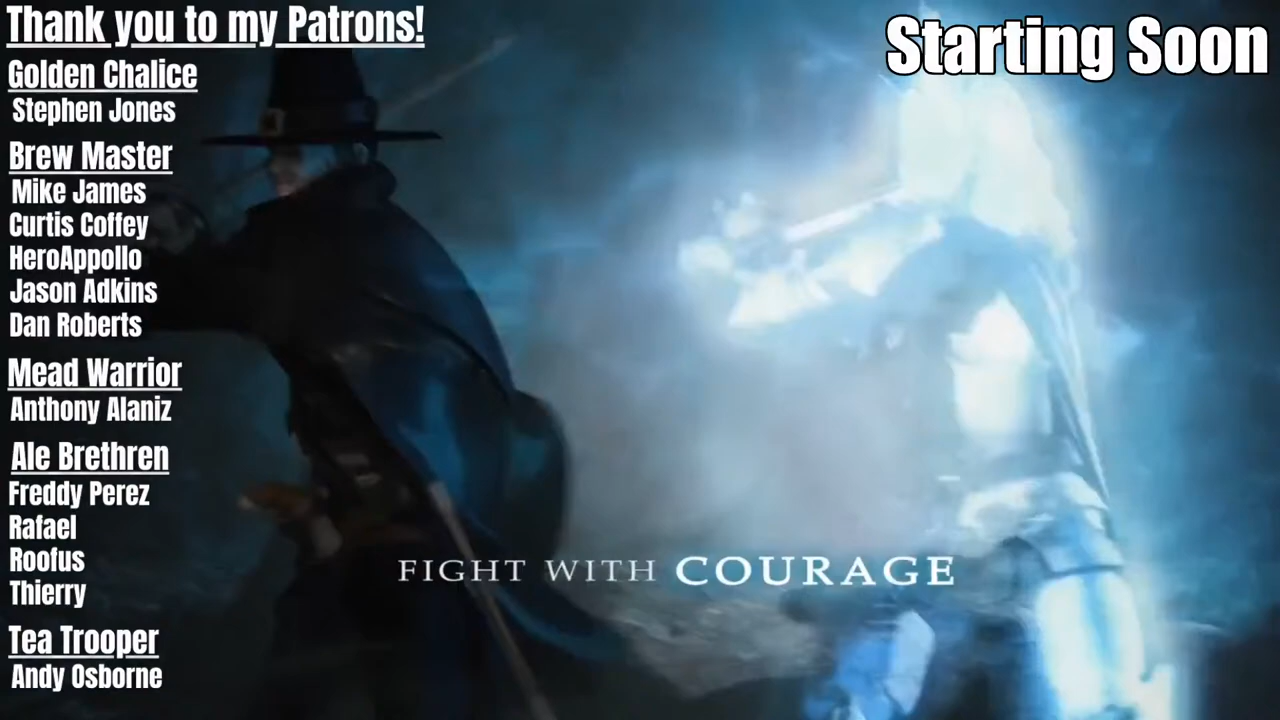 Thank you to my Patrons!
Starting Soon
Golden Chalice
Stephen Jones
Brew Master
Mike James
Curtis Coffey
HeroAppollo
Jason Adkins
Dan Roberts
Mead Warrior
Anthony Alaniz
Ale Brethren
Freddy Perez
Rafael
Roofus
Thierry
Tea Trooper
Andy Osborne
FIGHT WITH COURAGE